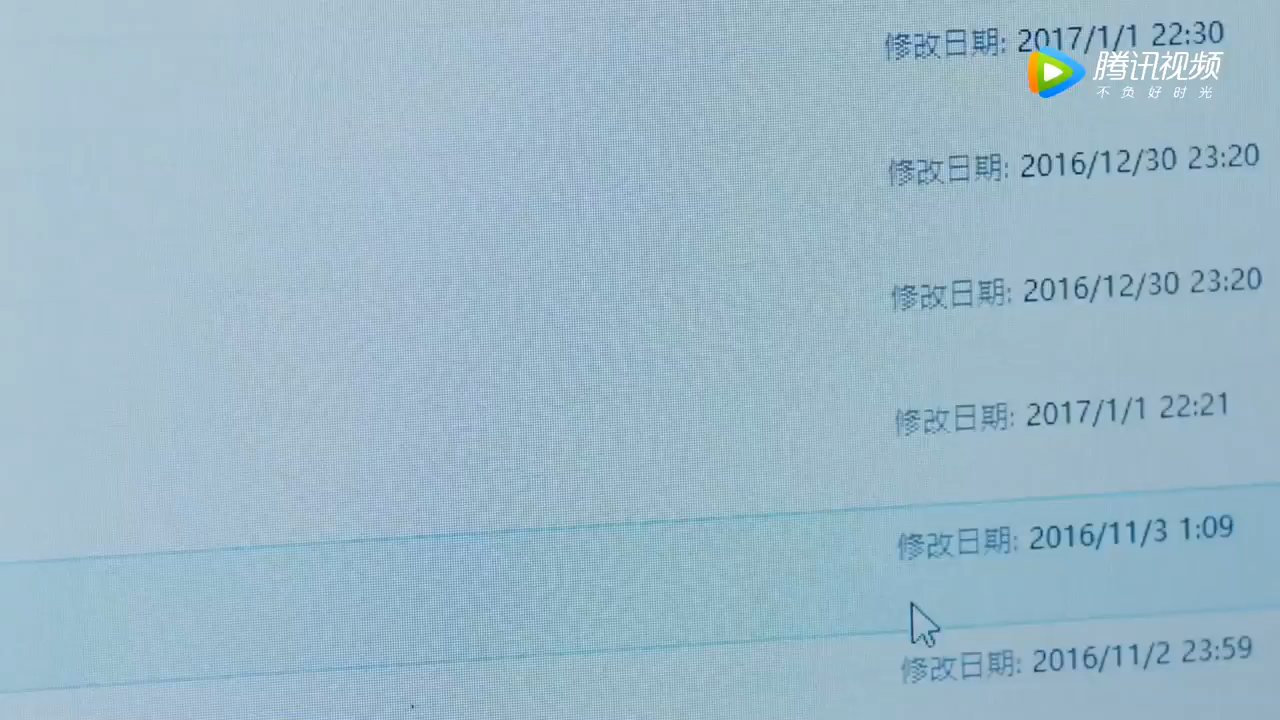 修改日期: 2017/1/1 22:30
腾讯视频
不负好时光
修改日期: 2016/12/30 23:20
修改日期: 2016/12/30 23:20
修改日期: 2017/1/1 22:21
修改日期: 2016/11/3 1:09
修改日期: 2016/11/2 23:59